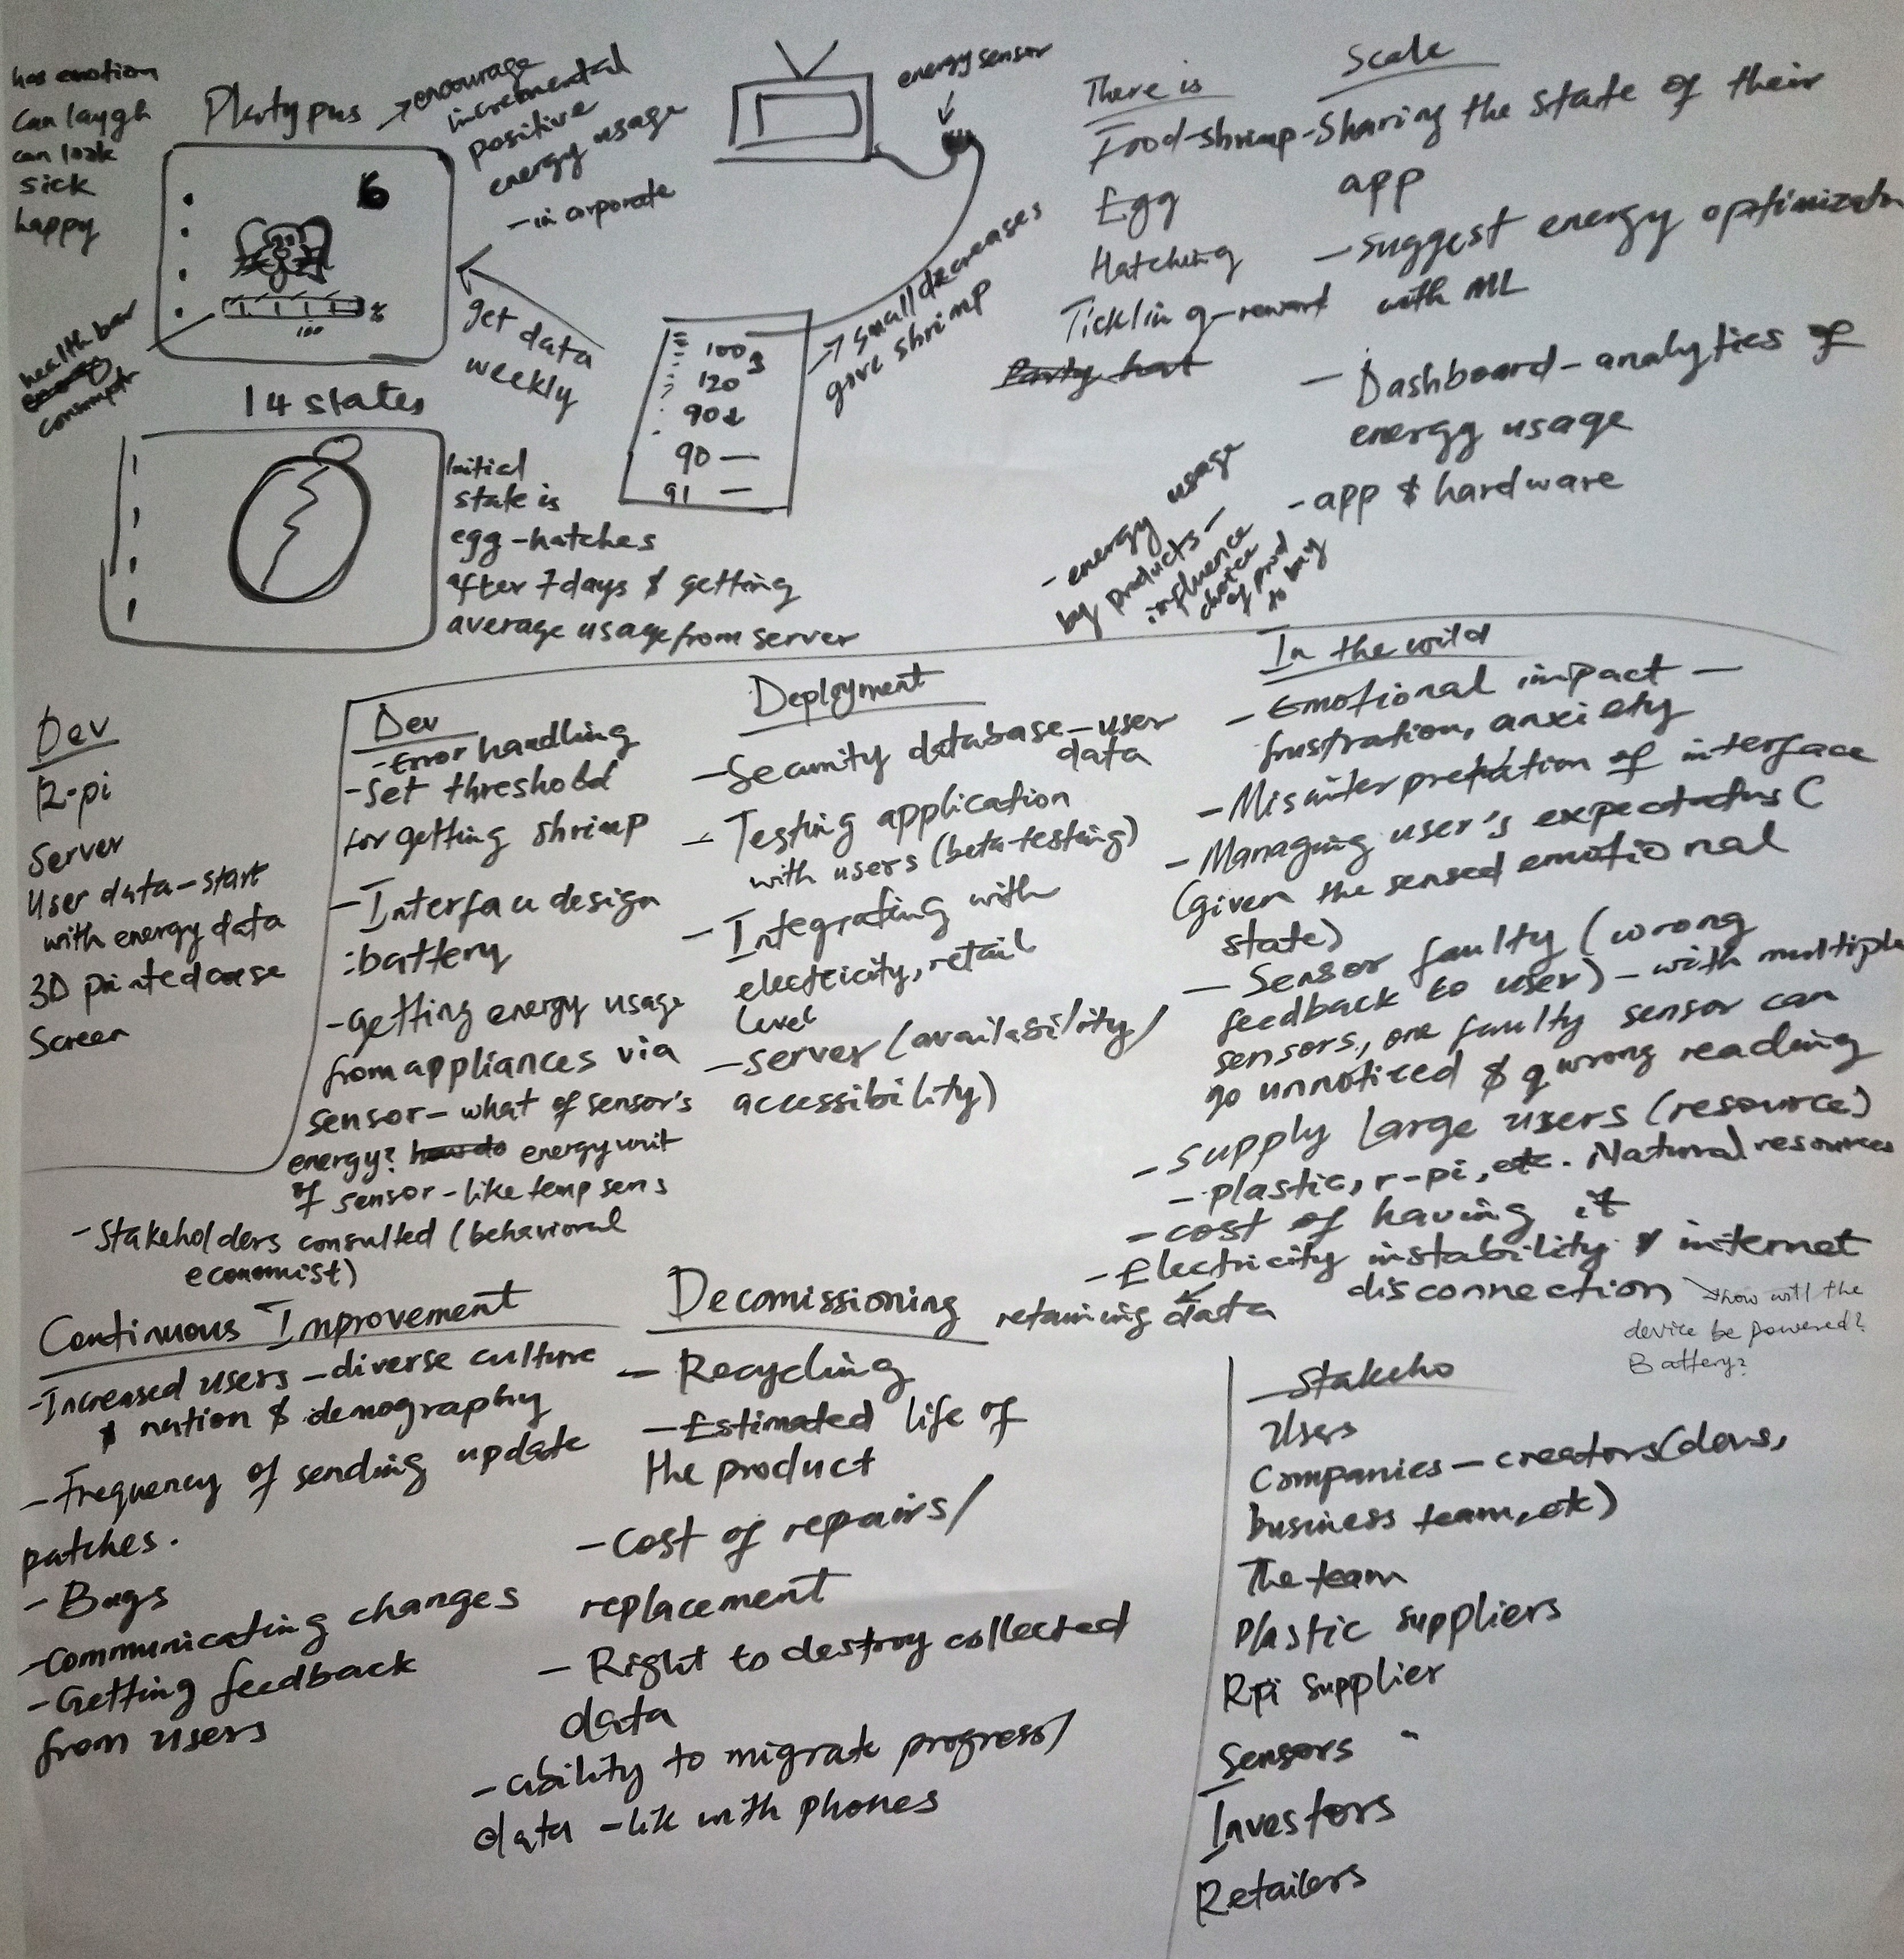 has emotion
can laugh
can look
sick
happy
Platypus
encourage
incremental
positive
energy usage
- in corporate
6
100
health bar
14 states
get data
weekly
energy sensor
100g
120
90
90 —
91 —
small decreases
give shrimp
Initial
state is
egg - hatches
after 7 days & getting
average usage from server
There is
Food - shrimp
Egg
Hatching
Tickling - reward
Party hat
Scale
- Sharing the state of their
app
- suggest energy optimizatn
with ML
- Dashboard - analytics of
energy usage
- app & hardware
- energy usage
by products -
influence
choice
of prod
to buy
Dev
R-pi
Server
User data - start
with energy data
3D printed case
Screen
Dev
- Error handling
- Set threshold
for getting shrimp
- Interface design
: battery
- Getting energy usage
from appliances via
sensor - what of sensor's
energy? how do energy unit
of sensor - like temp sens
- Stakeholders consulted (behavioral
economist)
Deployment
- Security database - user
data
- Testing application
with users (beta-testing)
- Integrating with
electricity, retail
level
- server (availability/
accessibility)
In the wild
- Emotional impact -
frustration, anxiety
- Misinterpretation of interface
- Managing user's expectatns (
(given the sensed emotional
state)
- Sensor faulty (wrong
feedback to user) - with multiple
sensors, one faulty sensor can
go unnoticed & g wrong reading
- supply large users (resource)
- plastic, r-pi, etc. Natural resources
- cost of having it
- Electricity instability & internet
disconnection
retaining data
how will the
device be powered?
Battery?
Continuous Improvement
- Increased users - diverse culture
& nation & demography
- Frequency of sending update
patches.
- Bugs
- Communicating changes
- Getting feedback
from users
Decomissioning
- Recycling
- Estimated life of
the product
- Cost of repairs/
replacement
- Right to destroy collected
data
- ability to migrate progress/
data - lik with phones
Stakeho
Users
Companies - creators (devs,
business team, etc)
The team
Plastic suppliers
Rpi supplier
Sensors "
Investors
Retailers